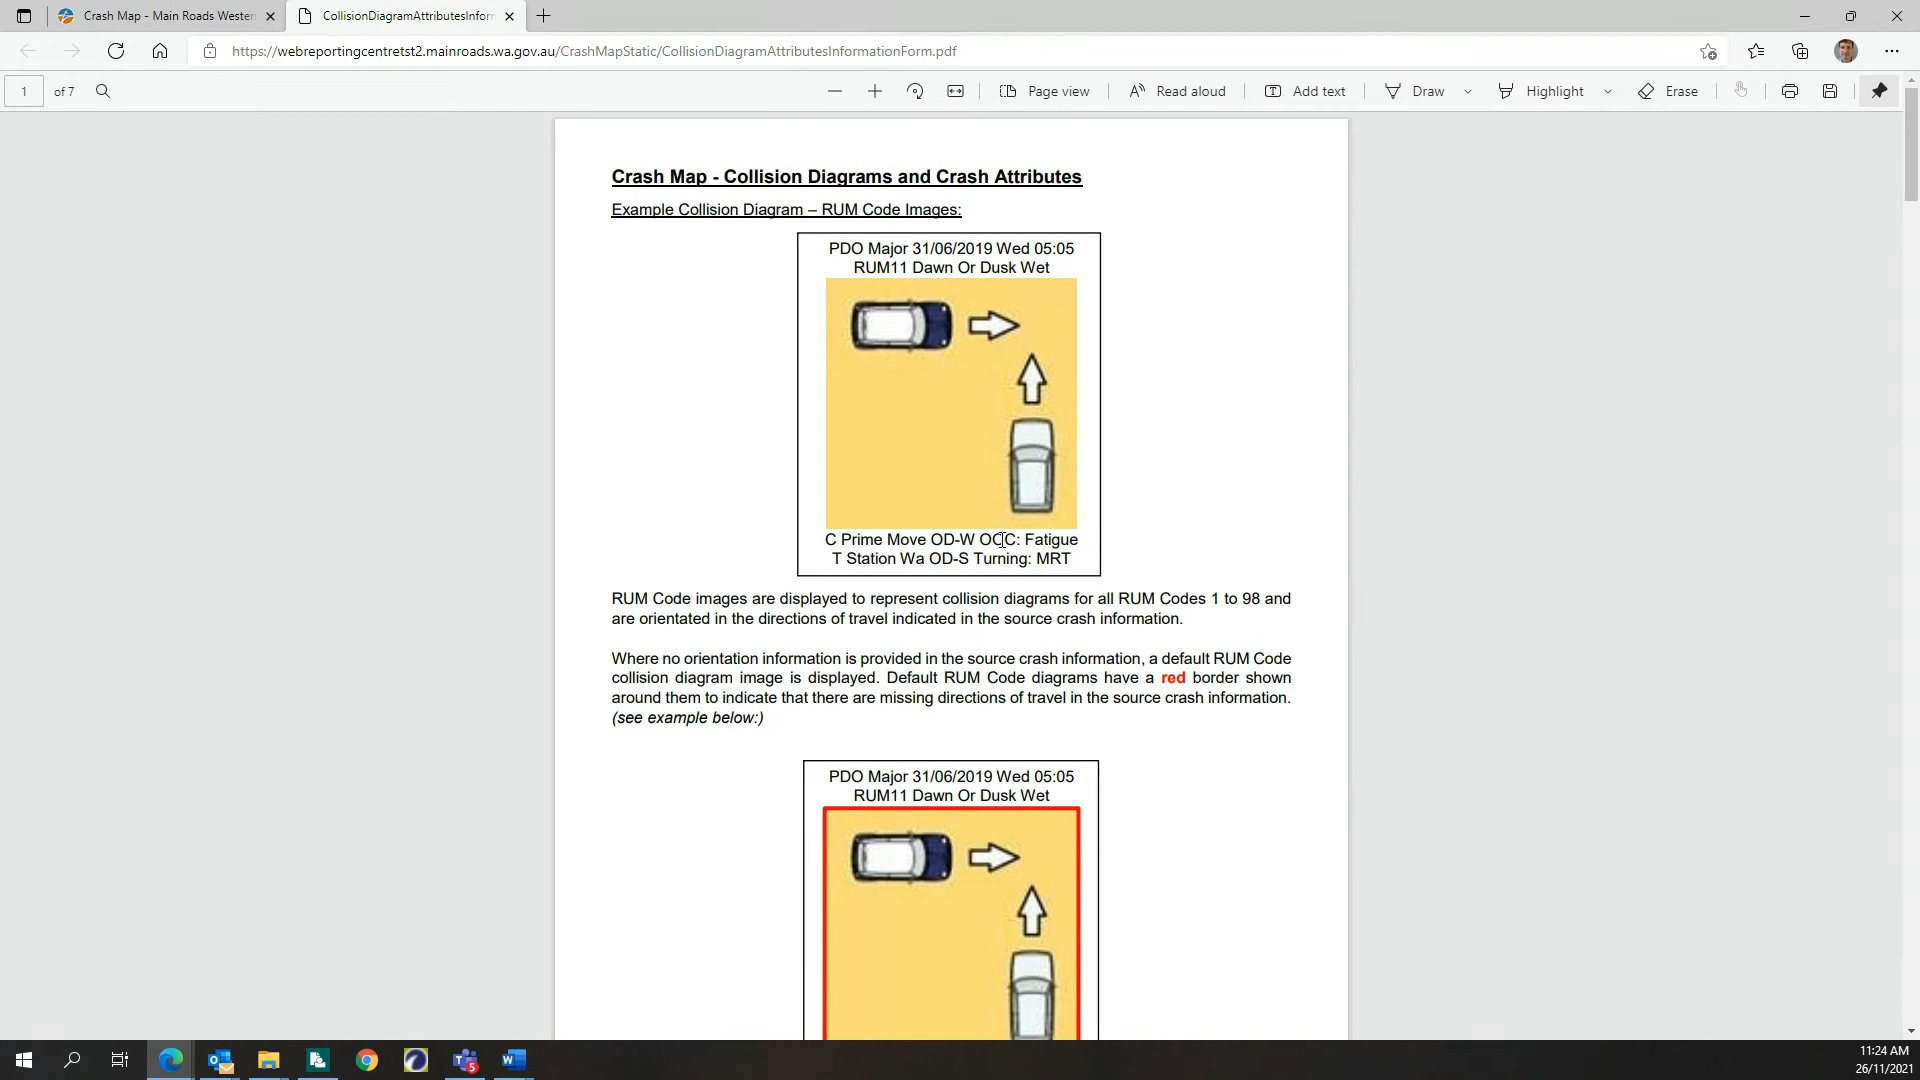 Crash Map - Main Roads Wester
CollisionDiagramAttributesInform
https://webreportingcentretst2.mainroads.wa.gov.au/CrashMapStatic/CollisionDiagramAttributesInformationForm.pdf
1 of 7
Page view
Read aloud
Add text
Draw
Highlight
Erase
Crash Map - Collision Diagrams and Crash Attributes
Example Collision Diagram – RUM Code Images:
PDO Major 31/06/2019 Wed 05:05
RUM11 Dawn Or Dusk Wet
C Prime Move OD-W OCC: Fatigue
T Station Wa OD-S Turning: MRT
RUM Code images are displayed to represent collision diagrams for all RUM Codes 1 to 98 and
are orientated in the directions of travel indicated in the source crash information.
Where no orientation information is provided in the source crash information, a default RUM Code
collision diagram image is displayed. Default RUM Code diagrams have a red border shown
around them to indicate that there are missing directions of travel in the source crash information.
(see example below:)
PDO Major 31/06/2019 Wed 05:05
RUM11 Dawn Or Dusk Wet
5
11:24 AM
26/11/2021